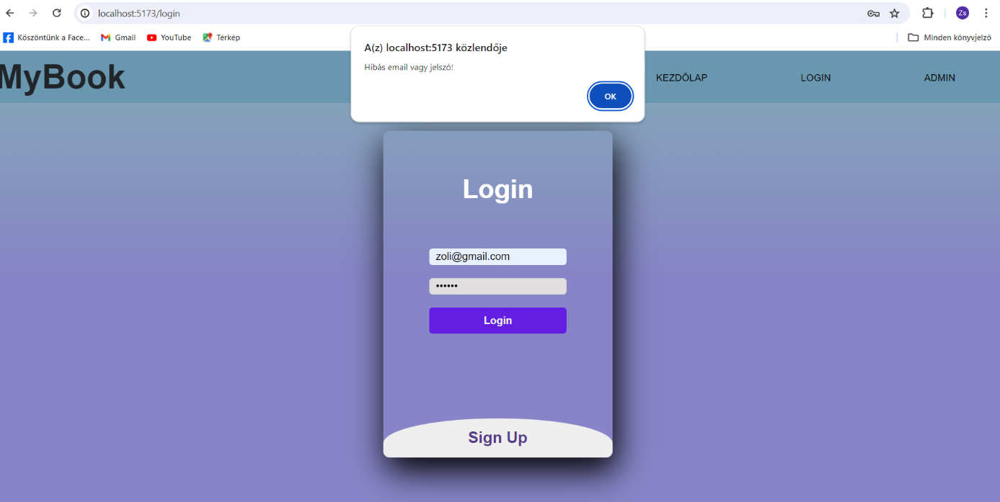 localhost:5173/login
Zs
Köszöntünk a Face...
Gmail
YouTube
Térkép
Minden könyvjelző
A(z) localhost:5173 közlendője
Hibás email vagy jelszó!
OK
MyBook
KEZDŐLAP
LOGIN
ADMIN
Login
zoli@gmail.com
••••••
Login
Sign Up